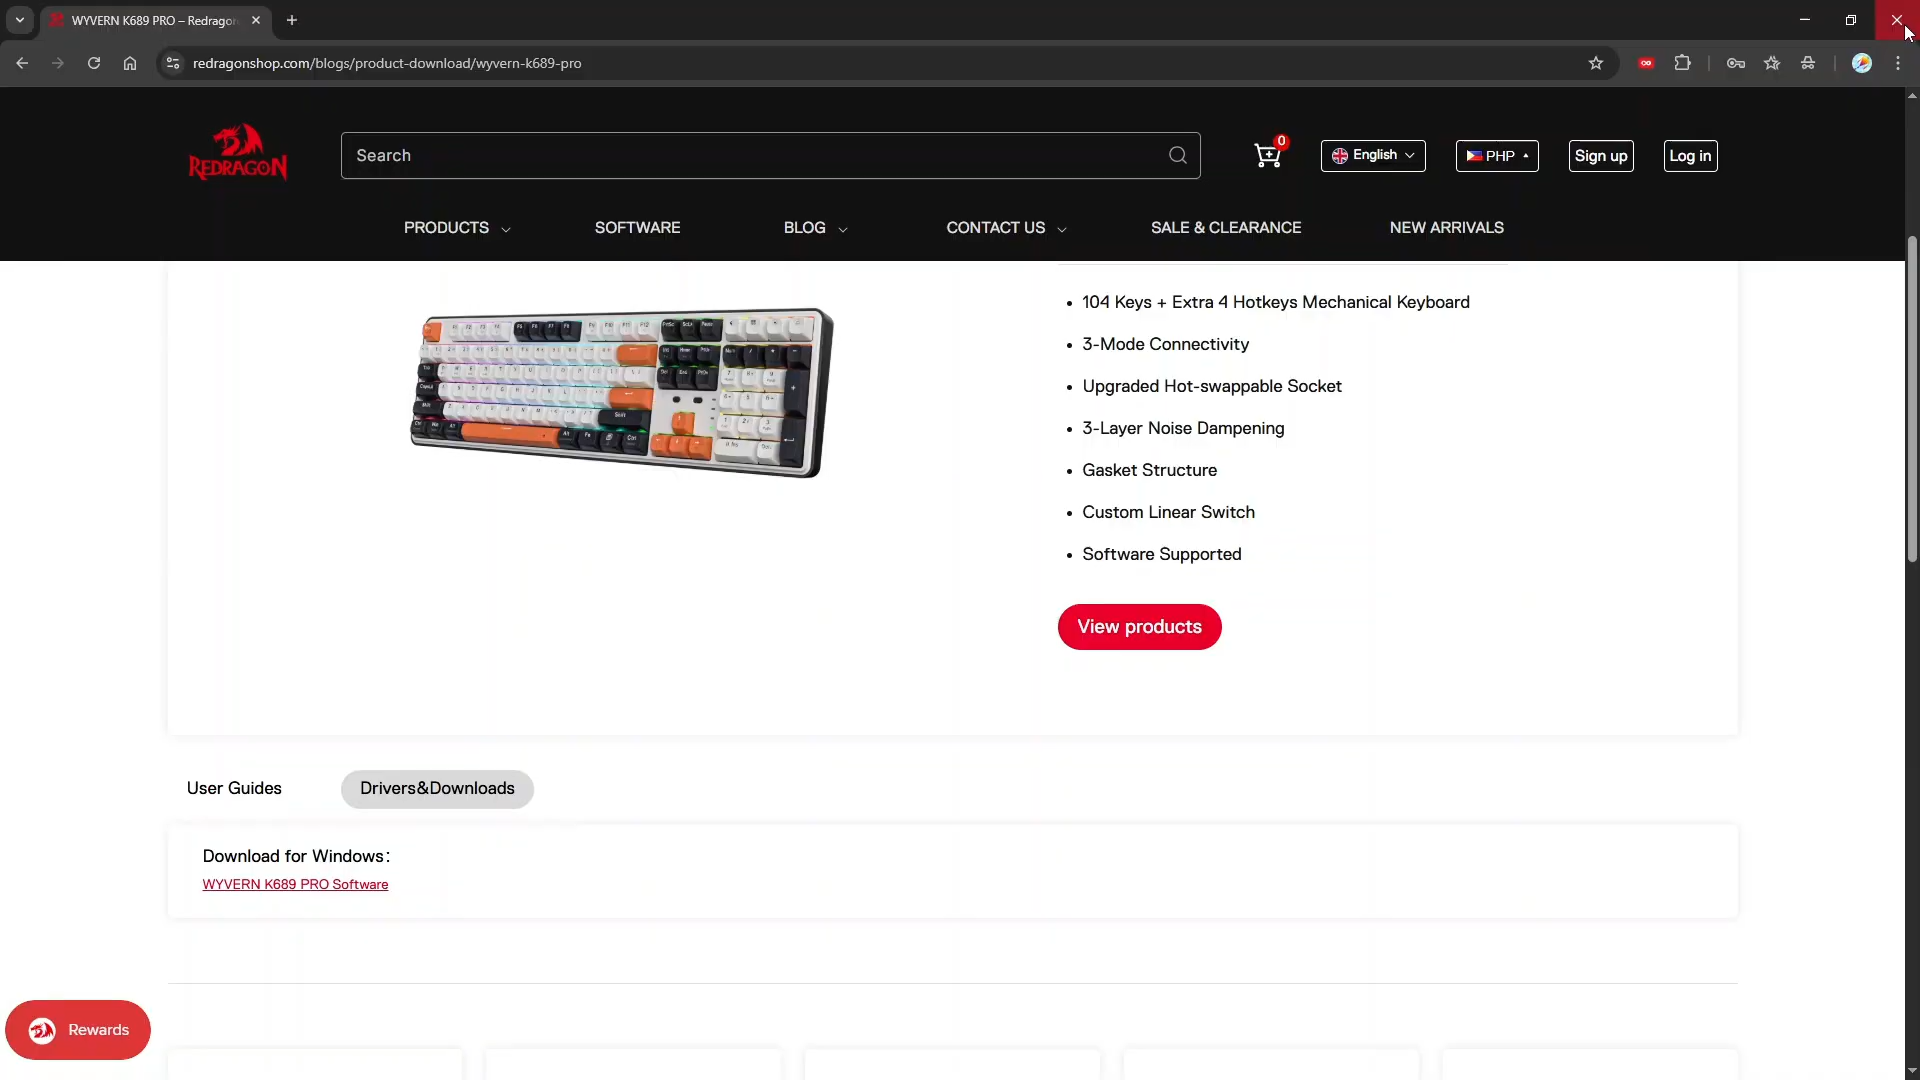 WYVERN K689 PRO – Redragon
redragonshop.com/blogs/product-download/wyvern-k689-pro
REDRAGON
Search
0
English
PHP
Sign up
Log in
PRODUCTS
SOFTWARE
BLOG
CONTACT US
SALE & CLEARANCE
NEW ARRIVALS
• 104 Keys + Extra 4 Hotkeys Mechanical Keyboard
• 3-Mode Connectivity
• Upgraded Hot-swappable Socket
• 3-Layer Noise Dampening
• Gasket Structure
• Custom Linear Switch
• Software Supported
View products
User Guides
Drivers&Downloads
Download for Windows:
WYVERN K689 PRO Software
Rewards